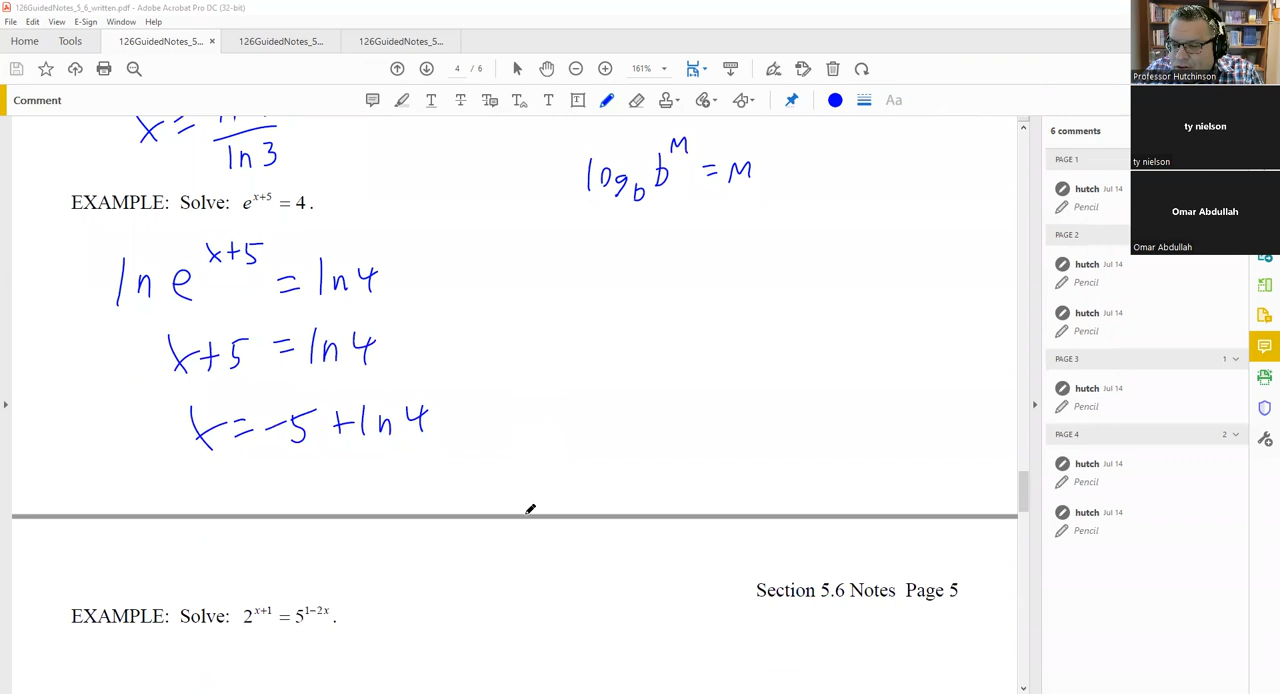 126GuidedNotes_5_6_written.pdf - Adobe Acrobat Pro DC (32-bit)
File Edit View E-Sign Window Help
Home Tools 126GuidedNotes_5... × 126GuidedNotes_5... 126GuidedNotes_5...
4 / 6 161%
Comment
Aa
x =
ln 3
log_b b^M = M
EXAMPLE: Solve: e^{x+5} = 4 .
ln e^{x+5} = ln 4
x+5 = ln 4
x = -5 + ln 4
Section 5.6 Notes Page 5
EXAMPLE: Solve: 2^{x+1} = 5^{1-2x} .
6 comments
PAGE 1
hutch Jul 14
Pencil
PAGE 2
hutch Jul 14
Pencil
hutch Jul 14
Pencil
PAGE 3 1
hutch Jul 14
Pencil
PAGE 4 2
hutch Jul 14
Pencil
hutch Jul 14
Pencil
Professor Hutchinson
ty nielson
ty nielson
Omar Abdullah
Omar Abdullah